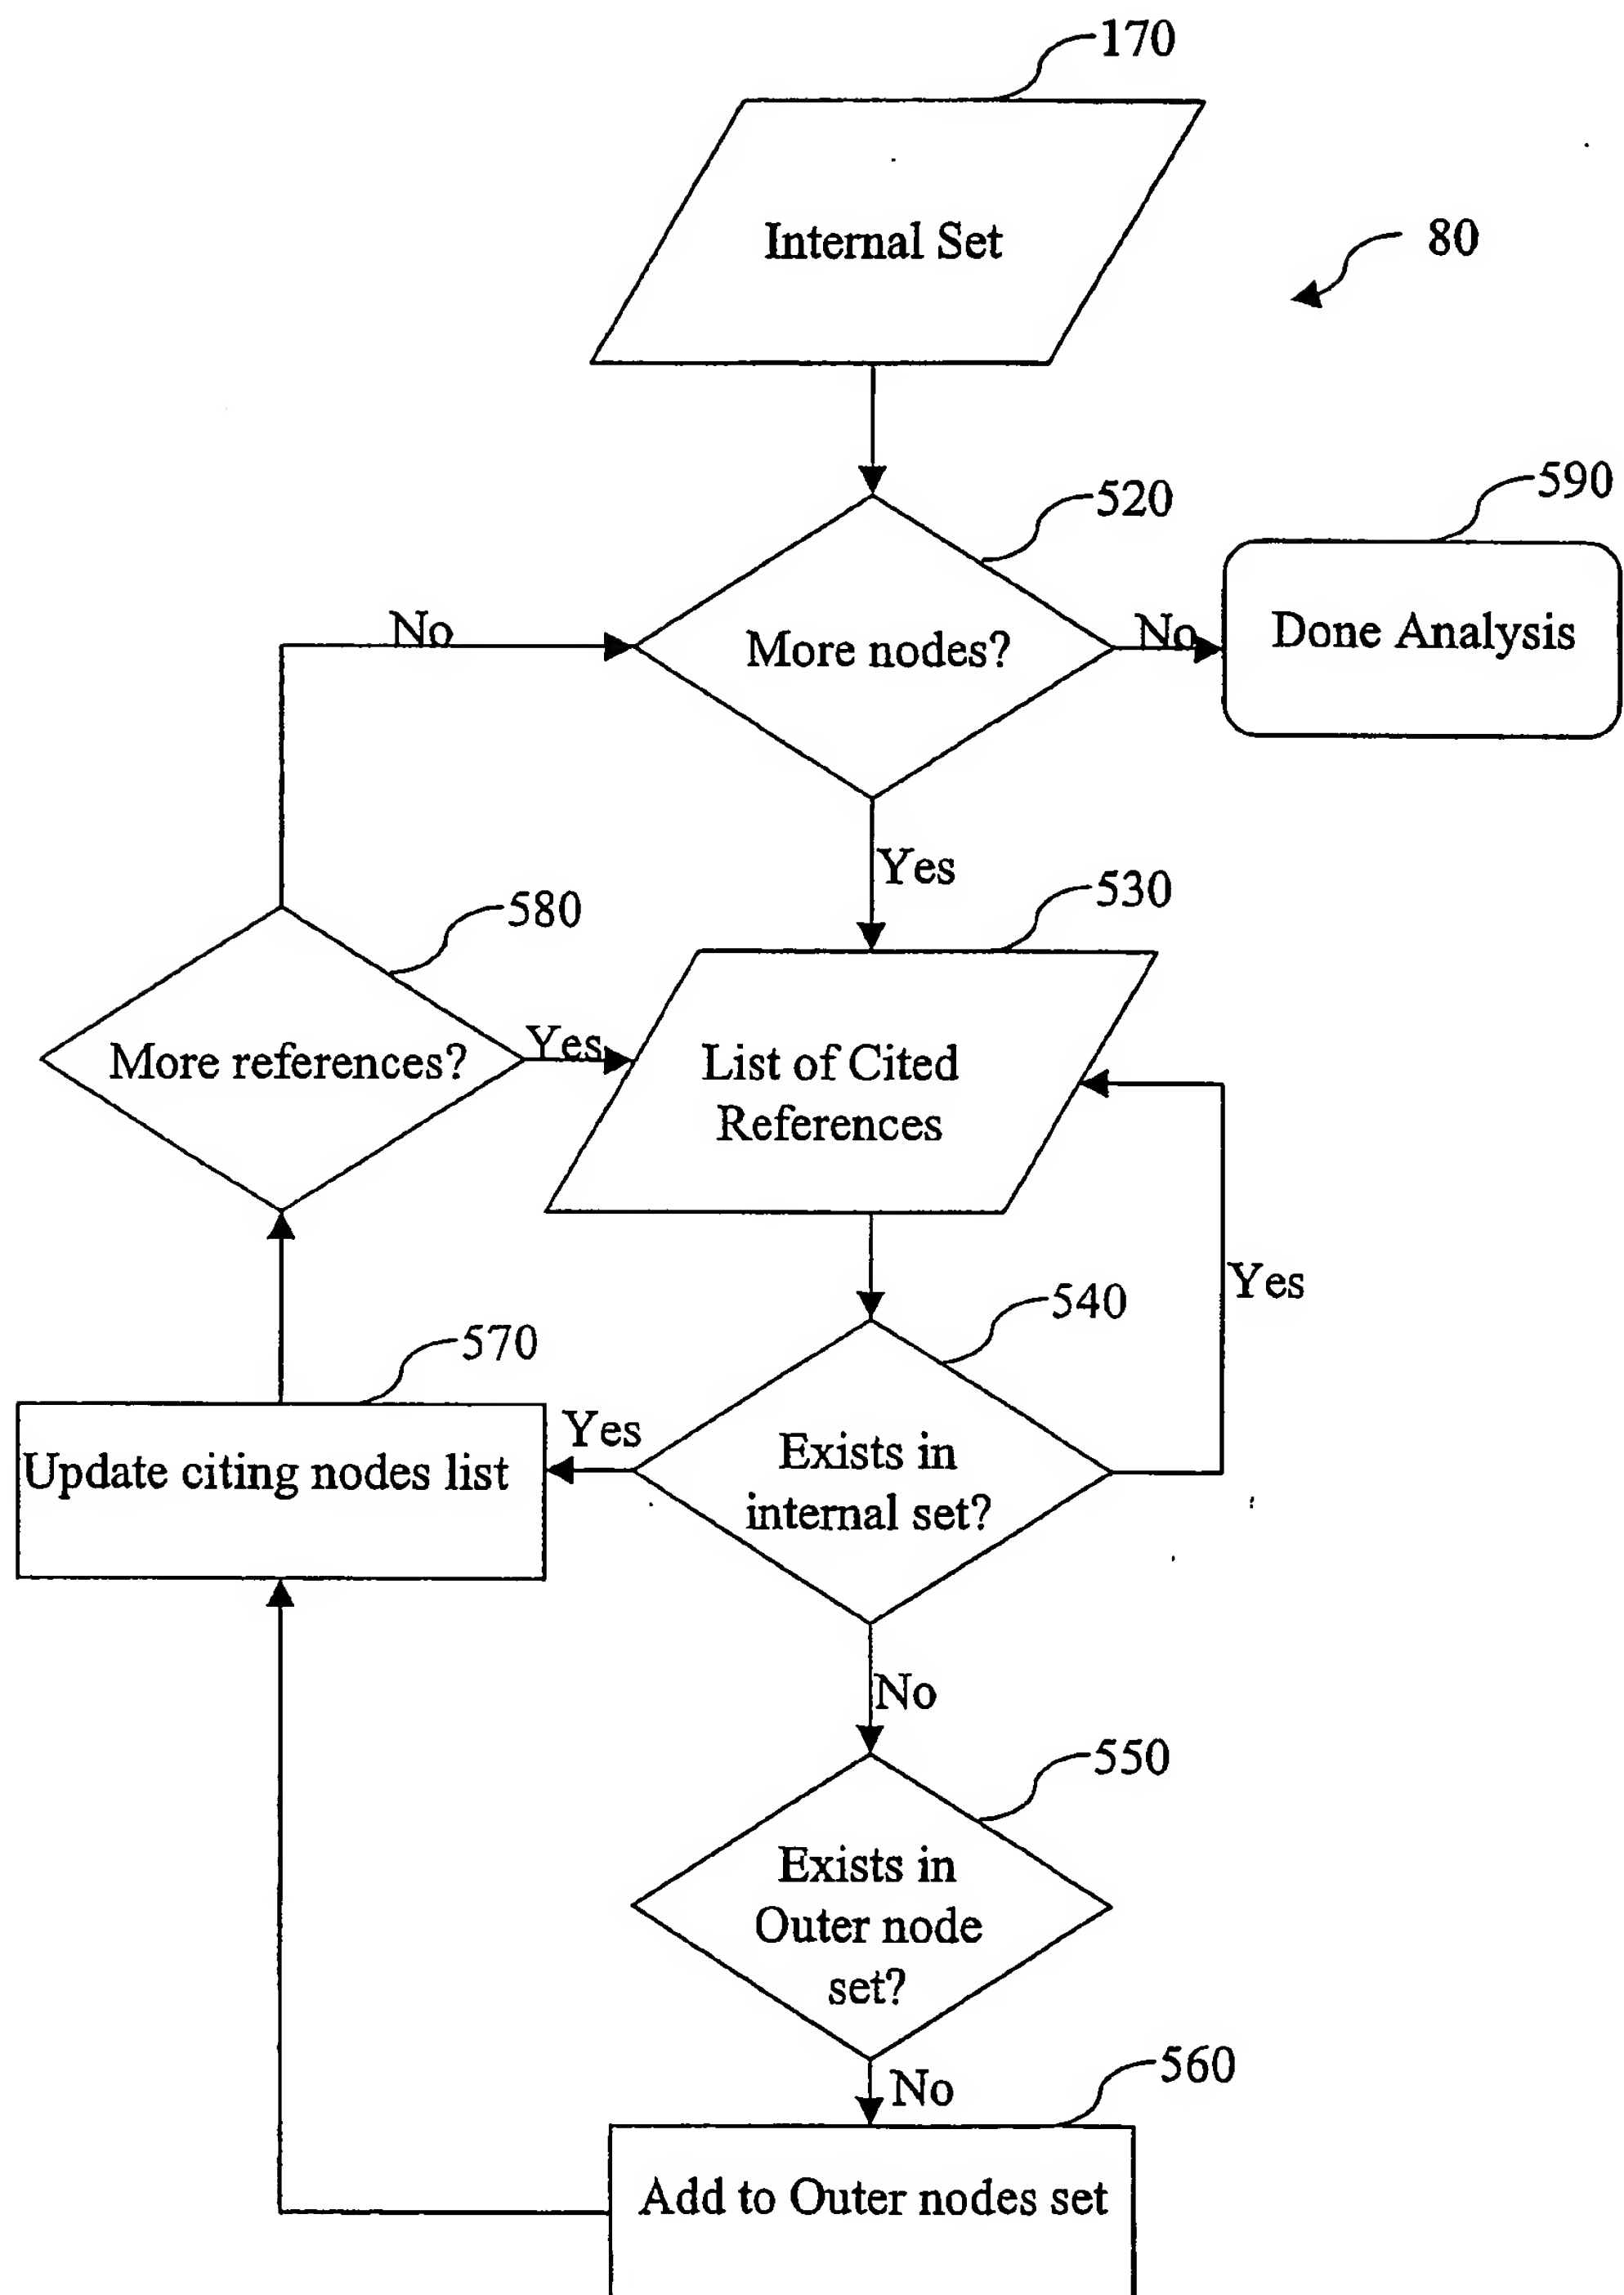 170
Internal Set
80
520
590
No
More nodes?
No
Done Analysis
Yes
530
580
More references?
Yes
List of Cited
References
Yes
540
570
Yes
Update citing nodes list
Exists in
internal set?
No
550
Exists in
Outer node
set?
560
No
Add to Outer nodes set